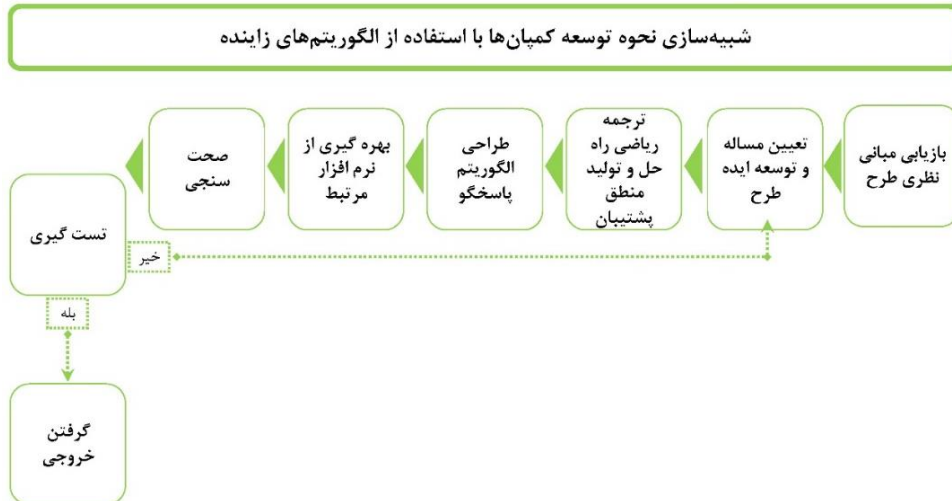 شبیه‌سازی نحوه توسعه کمپان‌ها با استفاده از الگوریتم‌های زاینده
بازیابی مبانی
نظری طرح
تعیین مساله
و توسعه ایده
طرح
ترجمه
ریاضی راه
حل و تولید
منطق
پشتیبان
طراحی
الگوریتم
پاسخگو
بهره گیری از
نرم افزار
مرتبط
صحت
سنجی
تست گیری
خیر
بله
گرفتن
خروجی